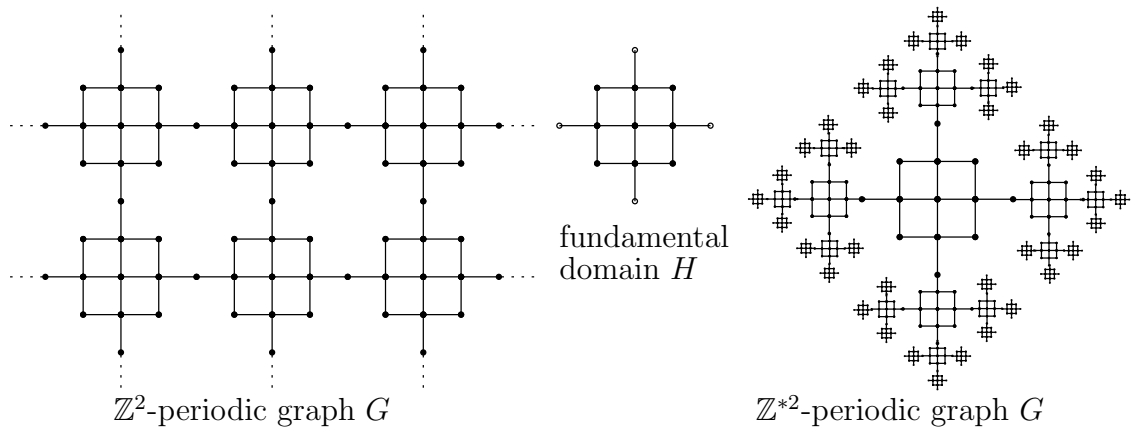 fundamental
domain H
ℤ²-periodic graph G
ℤ*²-periodic graph G